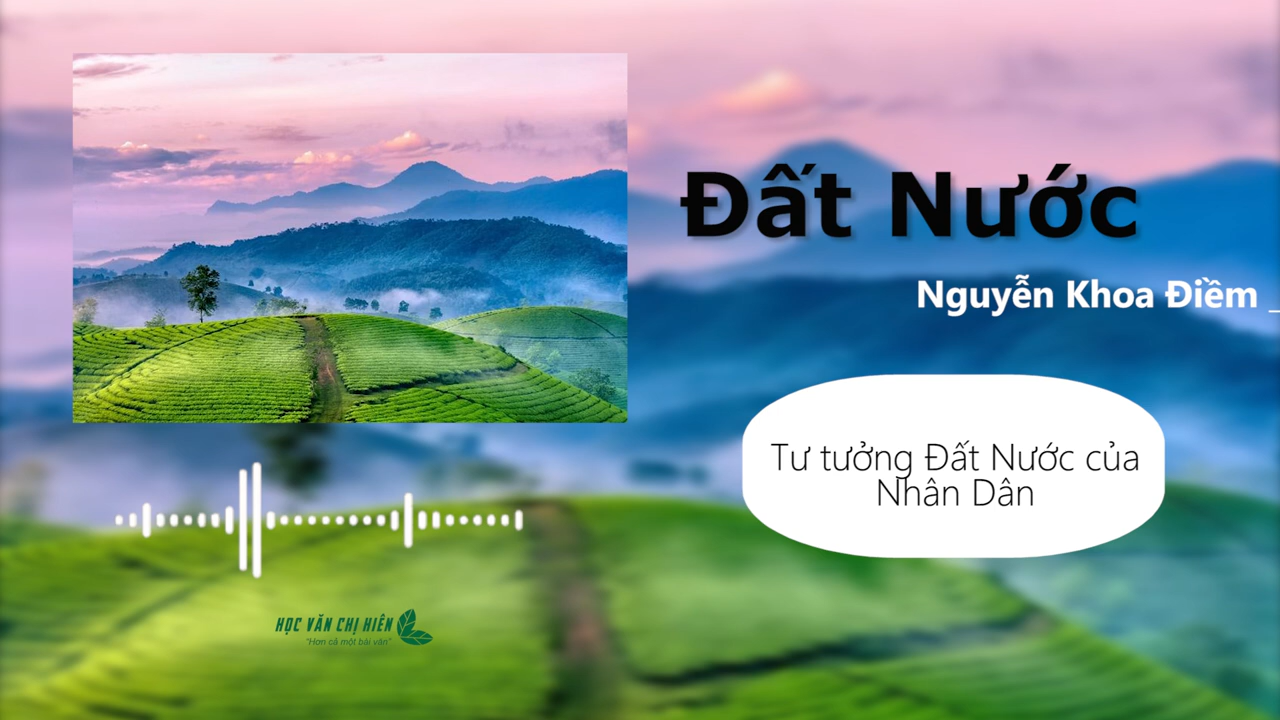 Đất Nước
Nguyễn Khoa Điềm _
Tư tưởng Đất Nước của
Nhân Dân
HỌC VĂN CHỊ HIÊN
"Hơn cả một bài văn"